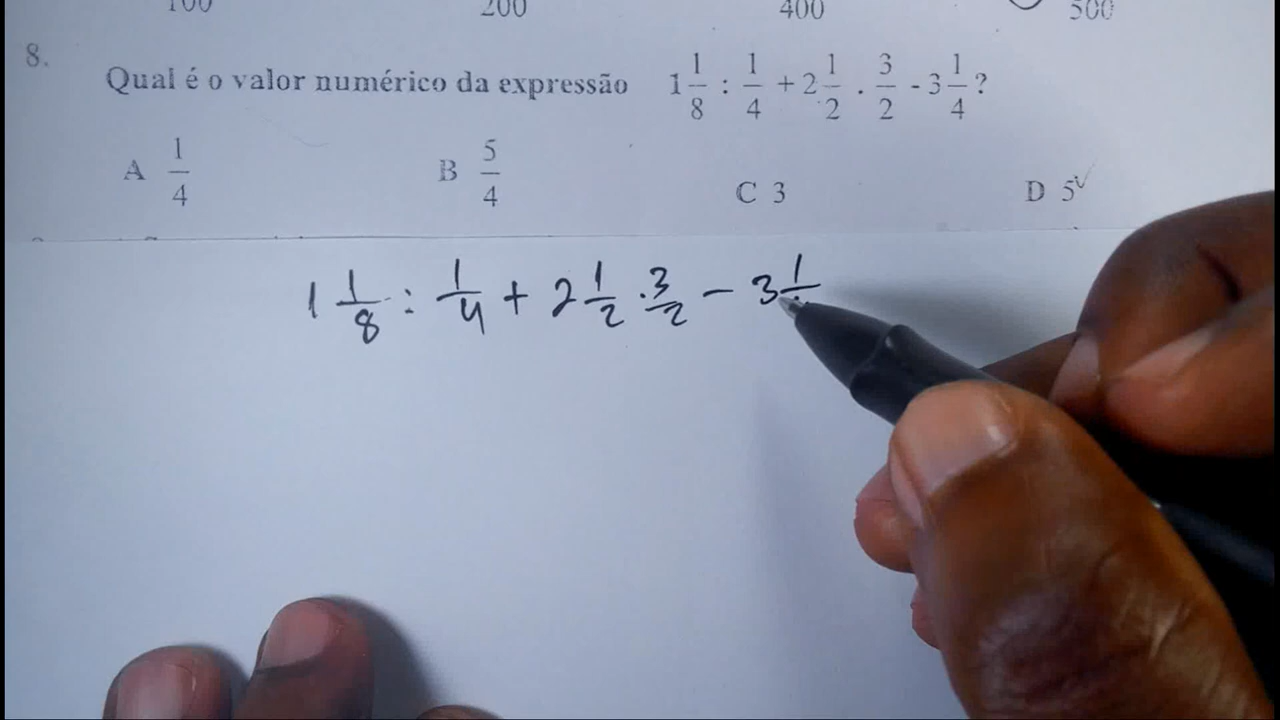 100 200 400 500
8. Qual é o valor numérico da expressão 1 1/8 : 1/4 + 2 1/2 . 3/2 - 3 1/4 ?
A 1/4 B 5/4 C 3 D 5
1 1/8 : 1/4 + 2 1/2 . 3/2 - 3 1/